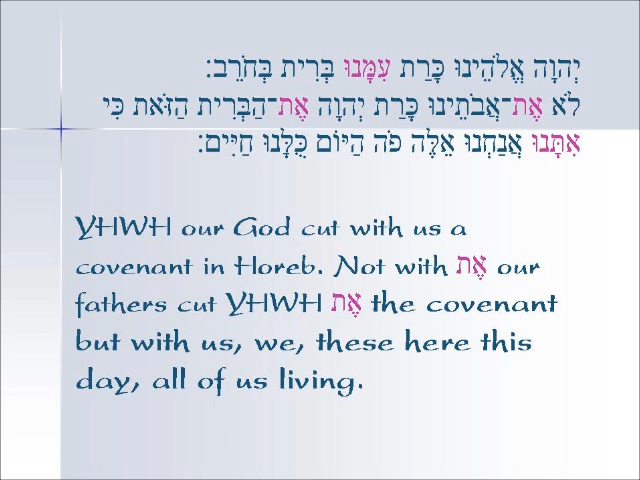 יְהוָה אֱלֹהֵינוּ כָּרַת עִמָּנוּ בְּרִית בְּחֹרֵב׃
לֹא אֶת־אֲבֹתֵינוּ כָּרַת יְהוָה אֶת־הַבְּרִית הַזֹּאת כִּי
אִתָּנוּ אֲנַחְנוּ אֵלֶּה פֹה הַיּוֹם כֻּלָּנוּ חַיִּים׃
YHWH our God cut with us a
covenant in Horeb. Not with אֶת our
fathers cut YHWH אֶת the covenant
but with us, we, these here this
day, all of us living.